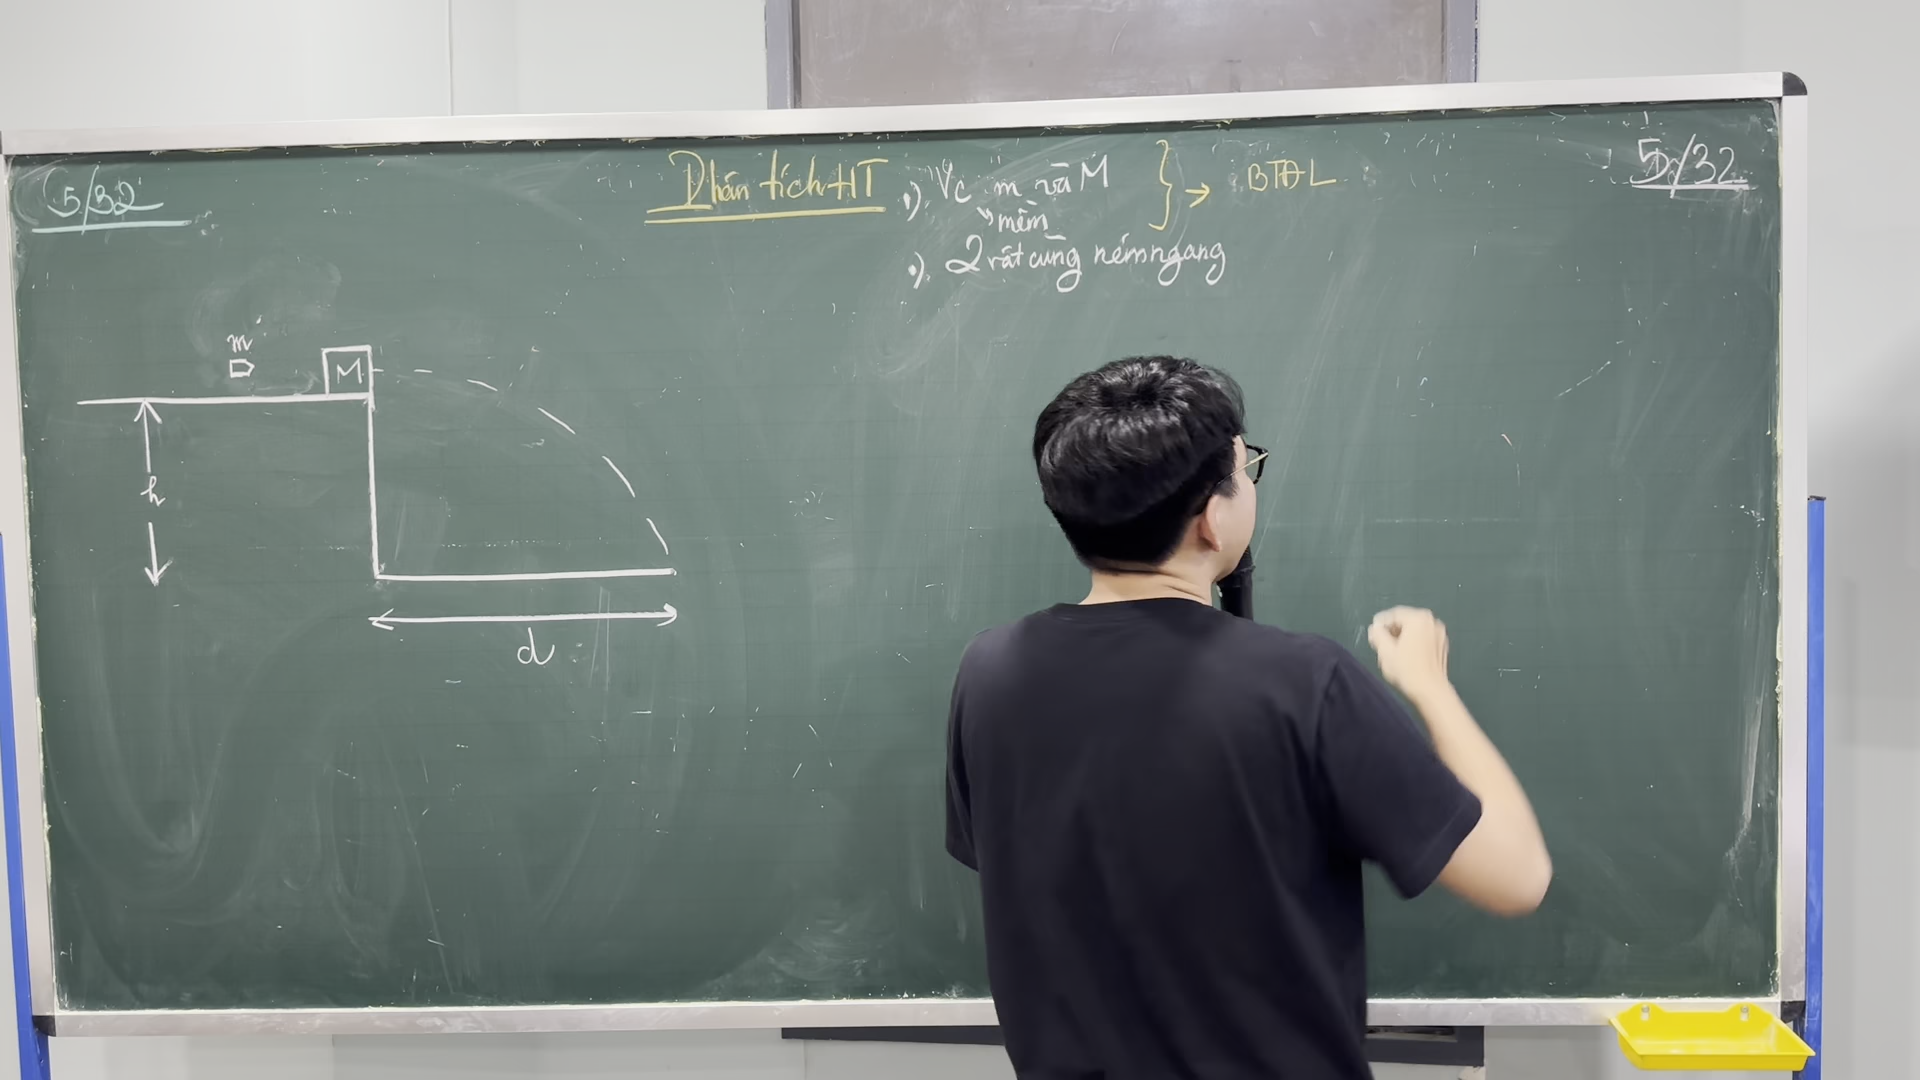 5/32
Phân tích HT
•) Vc m và M
mềm
•) 2 vật cùng ném ngang
→ BTĐL
5/32
m
M
h
d